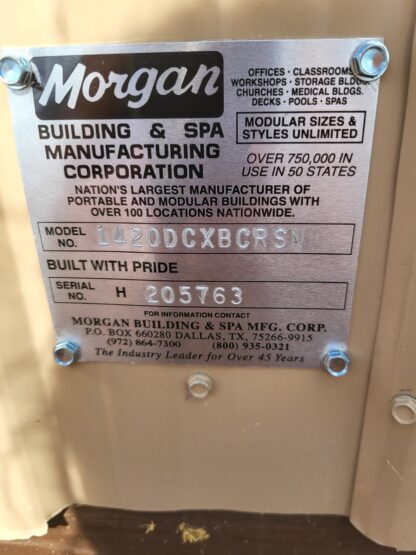 Morgan
OFFICES · CLASSROOMS
WORKSHOPS · STORAGE BLDGS
CHURCHES · MEDICAL BLDGS.
DECKS · POOLS · SPAS
MODULAR SIZES &
STYLES UNLIMITED
BUILDING & SPA
MANUFACTURING
CORPORATION
OVER 750,000 IN
USE IN 50 STATES
NATION'S LARGEST MANUFACTURER OF
PORTABLE AND MODULAR BUILDINGS WITH
OVER 100 LOCATIONS NATIONWIDE.
MODEL NO. 1420DCXBCRSN
BUILT WITH PRIDE
SERIAL NO. H 205763
FOR INFORMATION CONTACT
MORGAN BUILDING & SPA MFG. CORP.
P.O. BOX 660280 DALLAS, TX, 75266-9915
(972) 864-7300 (800) 935-0321
The Industry Leader for Over 45 Years